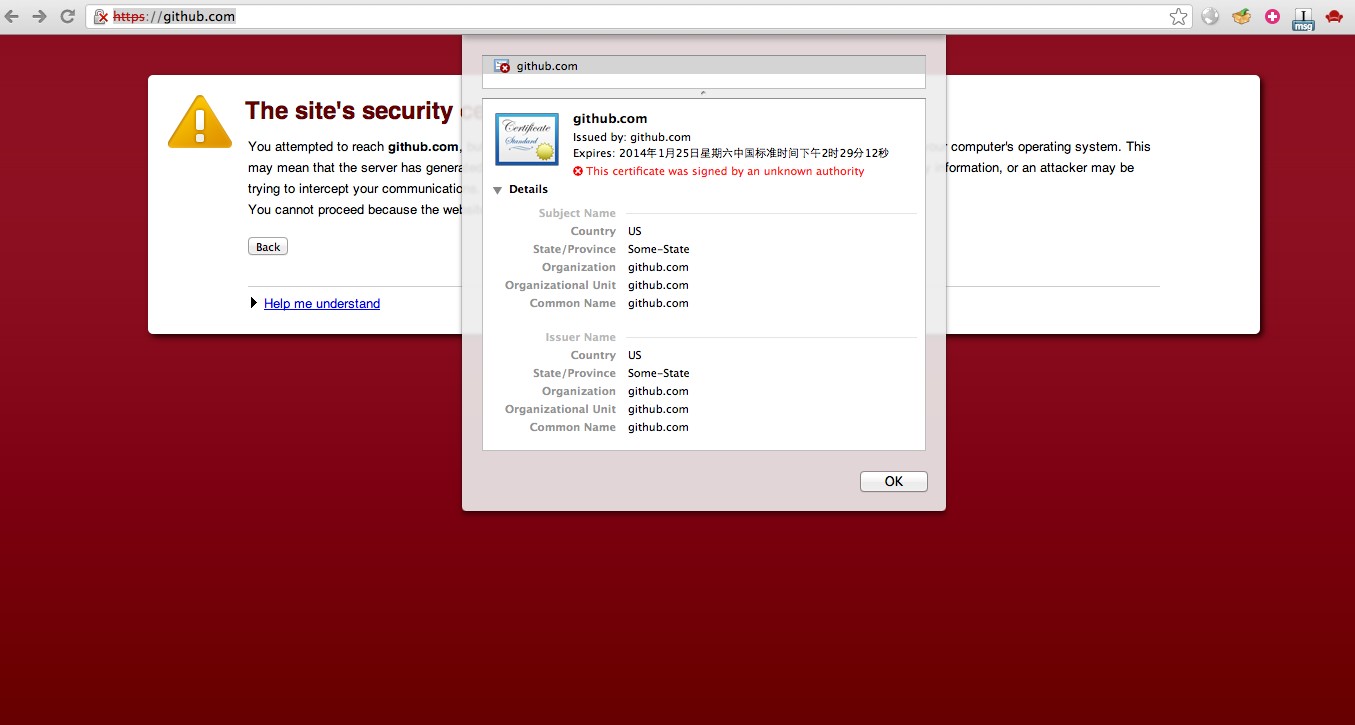 https://github.com
msg
github.com
The site's security
You attempted to reach github.com,
computer's operating system. This
may mean that the server has genera
information, or an attacker may be
trying to intercept your communication
You cannot proceed because the web
Back
Help me understand
Certificate
Standard
github.com
Issued by: github.com
Expires: 2014年1月25日星期六中国标准时间下午2时29分12秒
This certificate was signed by an unknown authority
Details
Subject Name
Country US
State/Province Some-State
Organization github.com
Organizational Unit github.com
Common Name github.com
Issuer Name
Country US
State/Province Some-State
Organization github.com
Organizational Unit github.com
Common Name github.com
OK